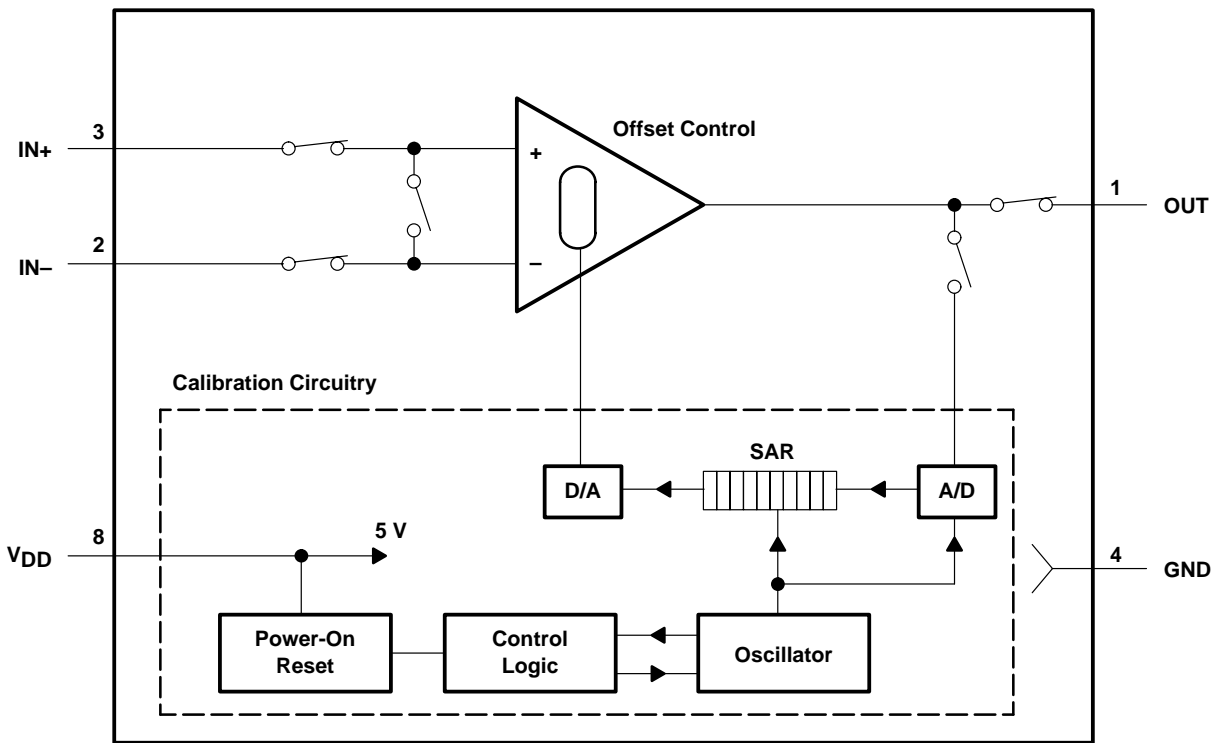 Offset Control
3
IN+
+
1
OUT
2
IN–
–
Calibration Circuitry
SAR
D/A
A/D
5 V
8
VDD
4
GND
Power-On
Reset
Control
Logic
Oscillator